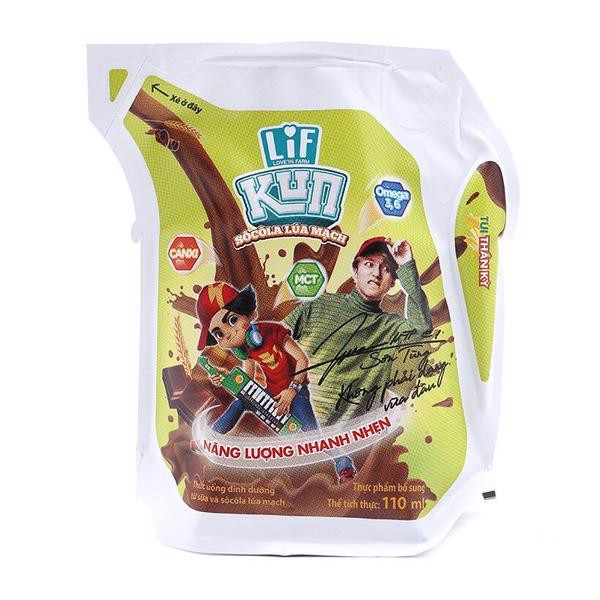 Xé ở đây
LiF
LOVE'IN FARM
KUN
SÔCÔLA LÚA MẠCH
Omega
3,6
CANXI
MCT
TÚI THẦN KỲ
Sơn Tùng
Không phải dạng
vừa đâu
NĂNG LƯỢNG NHANH NHẸN
Thức uống dinh dưỡng
từ sữa và sôcôla lúa mạch
Thực phẩm bổ sung
Thể tích thực: 110 ml